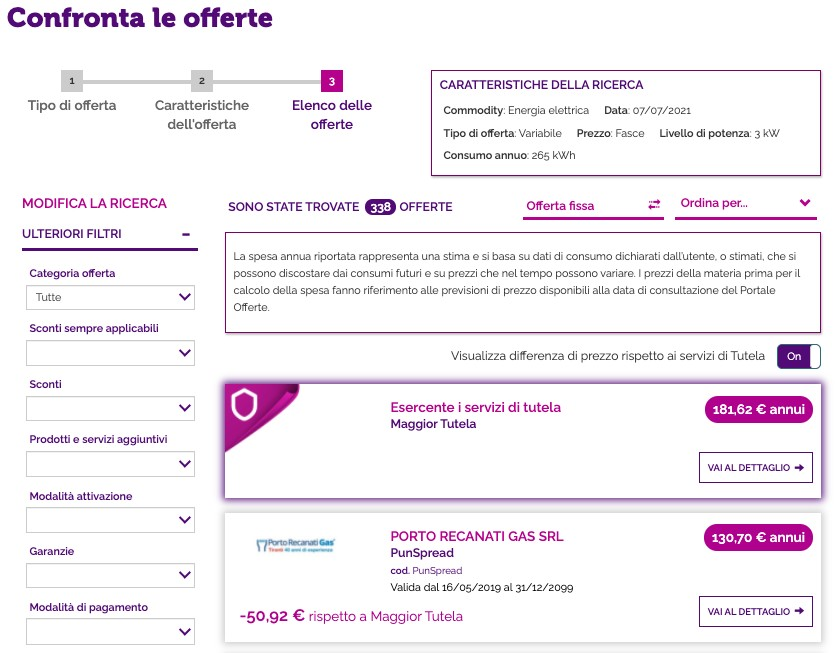 Confronta le offerte
1
2
3
Tipo di offerta
Caratteristiche
dell'offerta
Elenco delle
offerte
CARATTERISTICHE DELLA RICERCA
Commodity: Energia elettrica Data: 07/07/2021
Tipo di offerta: Variabile Prezzo: Fasce Livello di potenza: 3 kW
Consumo annuo: 265 kWh
MODIFICA LA RICERCA
ULTERIORI FILTRI –
Categoria offerta
Tutte
Sconti sempre applicabili
Sconti
Prodotti e servizi aggiuntivi
Modalità attivazione
Garanzie
Modalità di pagamento
SONO STATE TROVATE 338 OFFERTE
Offerta fissa
Ordina per...
La spesa annua riportata rappresenta una stima e si basa su dati di consumo dichiarati dall'utente, o stimati, che si
possono discostare dai consumi futuri e su prezzi che nel tempo possono variare. I prezzi della materia prima per il
calcolo della spesa fanno riferimento alle previsioni di prezzo disponibili alla data di consultazione del Portale
Offerte.
Visualizza differenza di prezzo rispetto ai servizi di Tutela On
Esercente i servizi di tutela
Maggior Tutela
181,62 € annui
VAI AL DETTAGLIO
Porto Recanati Gas
Trenta 40 anni di esperienza
PORTO RECANATI GAS SRL
PunSpread
cod. PunSpread
Valida dal 16/05/2019 al 31/12/2099
130,70 € annui
-50,92 € rispetto a Maggior Tutela
VAI AL DETTAGLIO